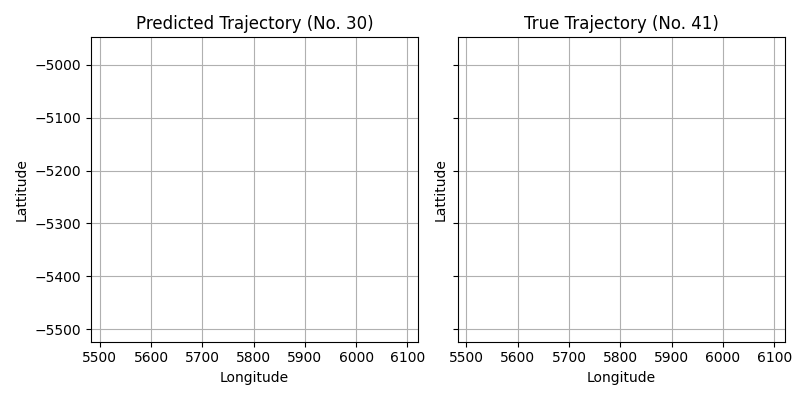 Predicted Trajectory (No. 30)
True Trajectory (No. 41)
Lattitude
−5000
−5100
−5200
−5300
−5400
−5500
5500 5600 5700 5800 5900 6000 6100
Longitude
Lattitude
5500 5600 5700 5800 5900 6000 6100
Longitude